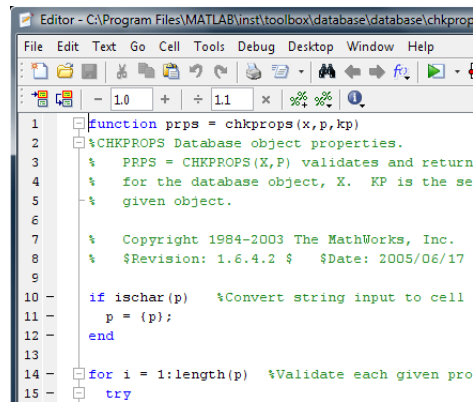 Editor - C:\Program Files\MATLAB\inst\toolbox\database\database\chkprop
File Edit Text Go Cell Tools Debug Desktop Window Help
- 1.0 + ÷ 1.1 ×
1 function prps = chkprops(x,p,kp)
2 %CHKPROPS Database object properties.
3 % PRPS = CHKPROPS(X,P) validates and return
4 % for the database object, X. KP is the se
5 % given object.
6
7 % Copyright 1984-2003 The MathWorks, Inc.
8 % $Revision: 1.6.4.2 $ $Date: 2005/06/17
9
10 - if ischar(p) %Convert string input to cell
11 - p = {p};
12 - end
13
14 - for i = 1:length(p) %Validate each given pro
15 - try